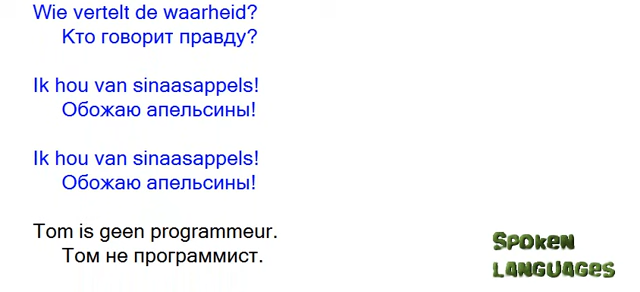 Wie vertelt de waarheid?
Кто говорит правду?
Ik hou van sinaasappels!
Обожаю апельсины!
Ik hou van sinaasappels!
Обожаю апельсины!
Tom is geen programmeur.
Том не программист.
Spoken
Languages